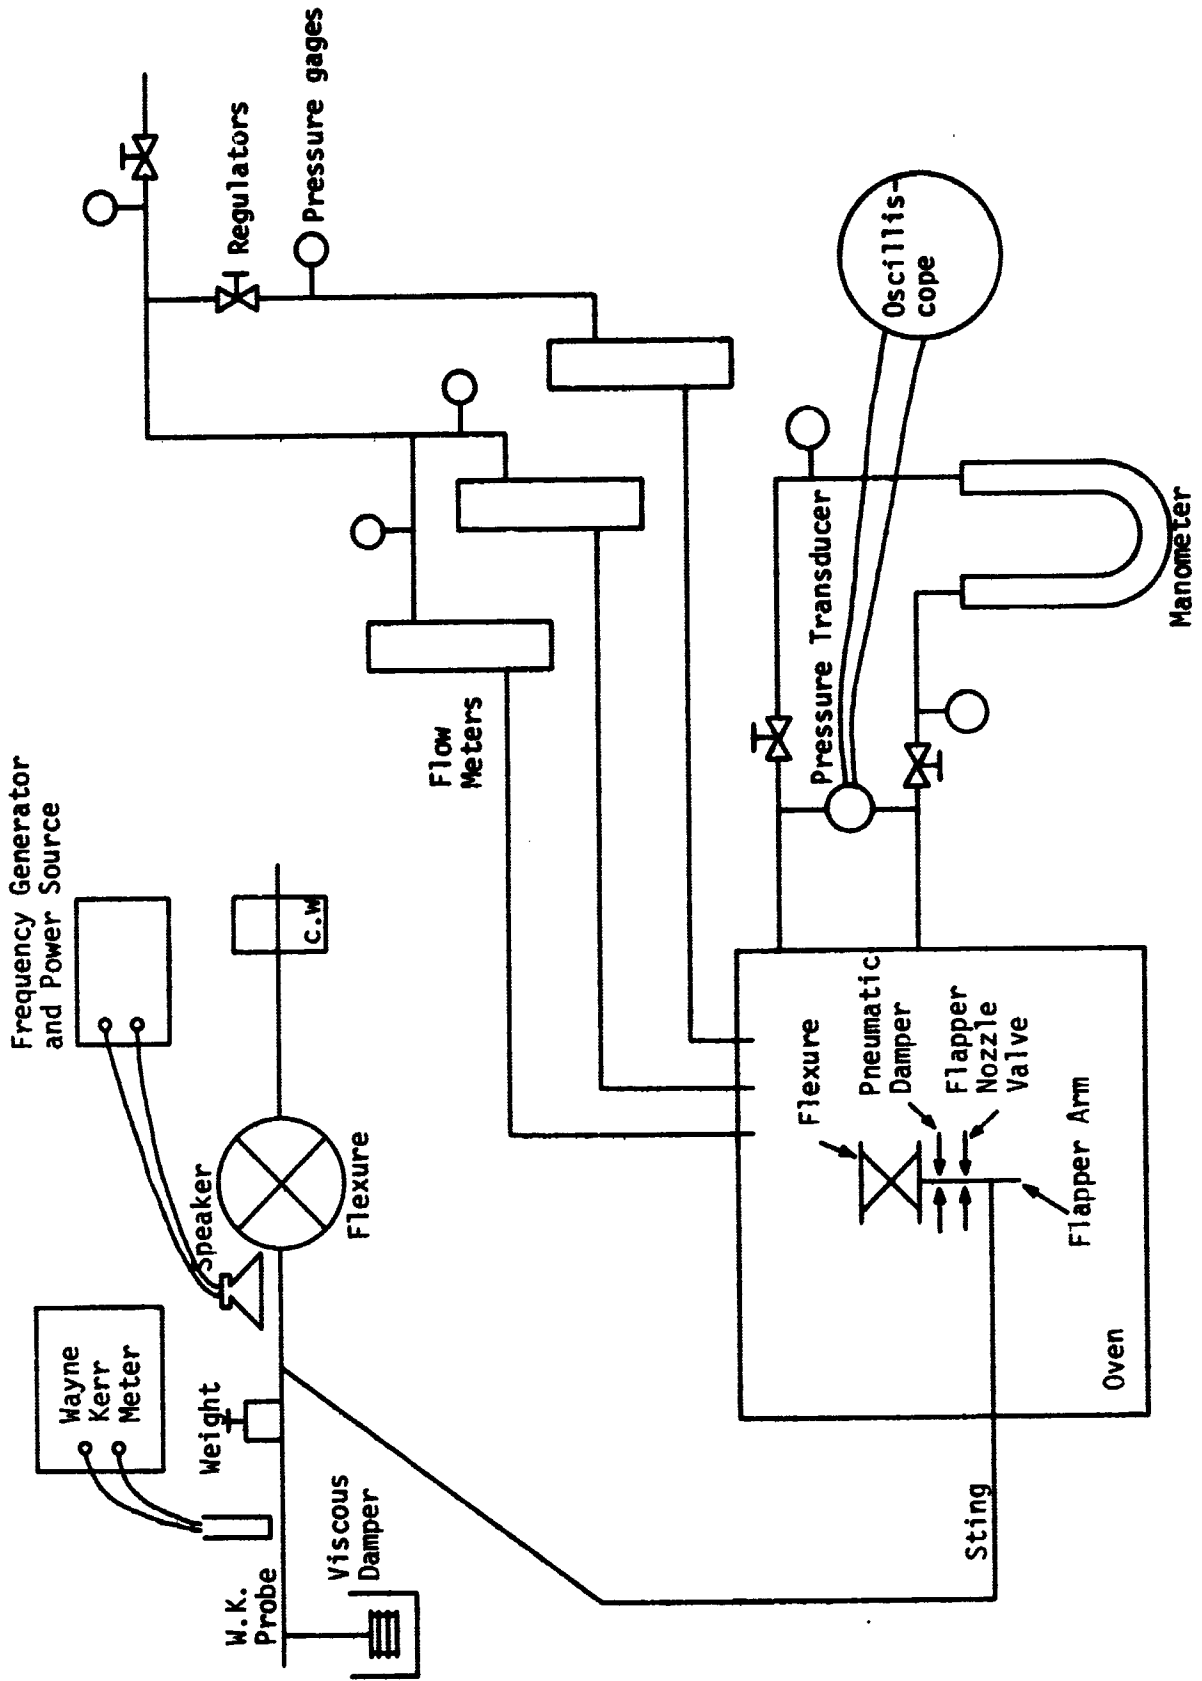 Frequency Generator
and Power Source
Wayne
Kerr
Meter
W.K.
Probe
Weight
Speaker
C.W
Flexure
Viscous
Damper
Regulators
Pressure gages
Flow
Meters
Sting
Oven
Flexure
Pneumatic
Damper
Flapper
Nozzle
Valve
Flapper Arm
Pressure Transducer
Oscillis-
cope
Manometer